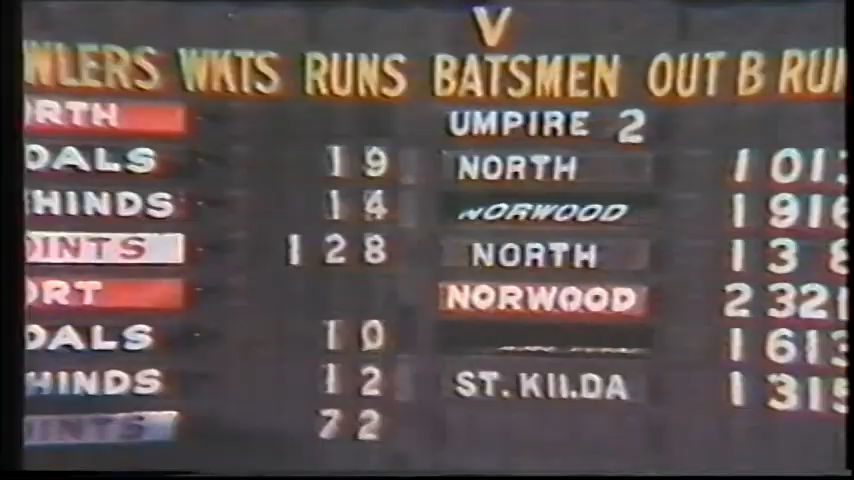 V
WLERS WKTS RUNS BATSMEN OUT B RU
RTH UMPIRE 2
OALS 19 NORTH 1 013
HINDS 14 NORWOOD 1 916
OINTS 128 NORTH 1 3 8
ORT NORWOOD 2 321
OALS 10 1 613
HINDS 12 ST. KILDA 1 315
OINTS 72